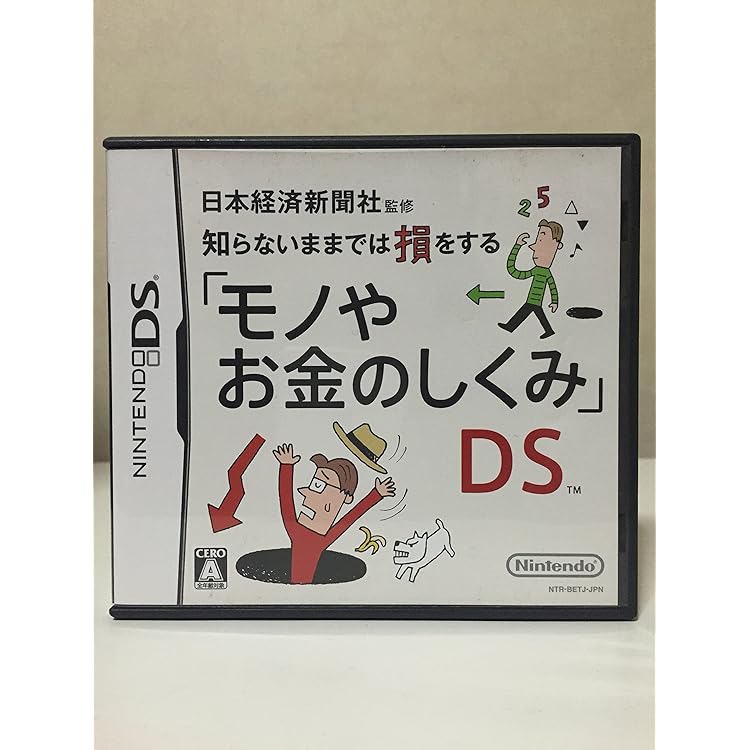 NINTENDO DS®
日本経済新聞社監修
知らないままでは損をする
「モノや
お金のしくみ」
DS™
2 5
CERO
A
全年齢対象
Nintendo®
NTR-BETJ-JPN